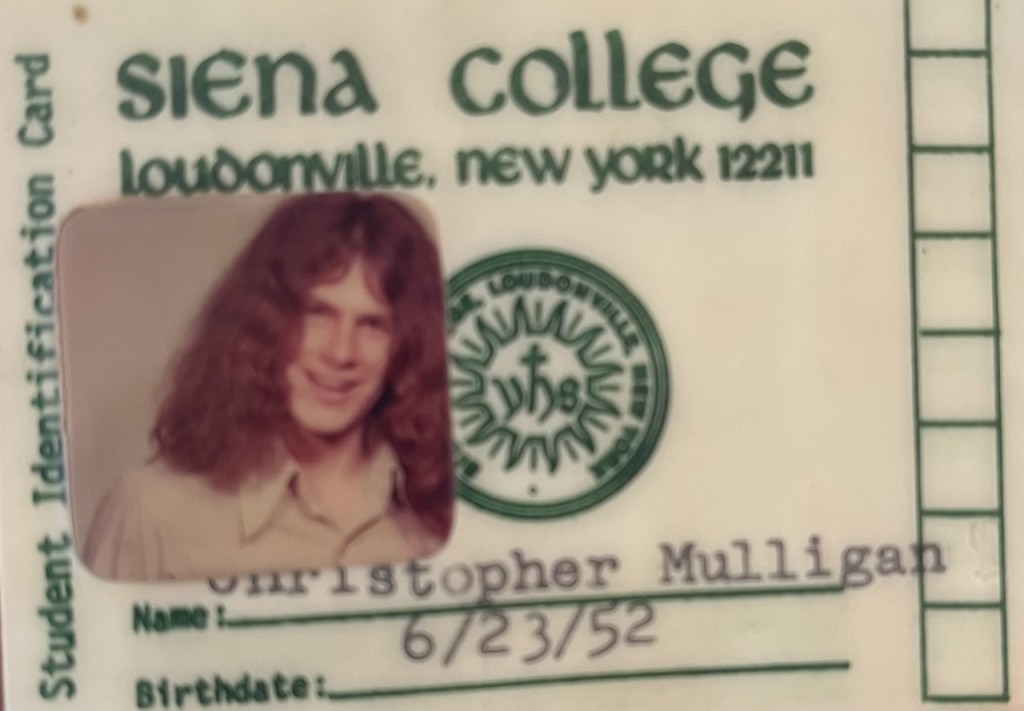 Student Identification Card
SIENA COLLEGE
LOUDONVILLE, NEW YORK 12211
LOUDONVILLE, NEW YORK
yhs
Christopher Mulligan
Name:
6/23/52
Birthdate: